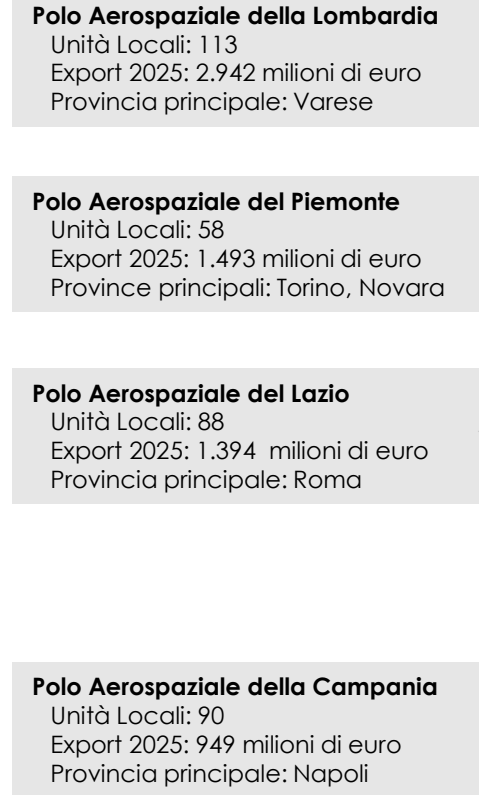 Polo Aerospaziale della Lombardia
Unità Locali: 113
Export 2025: 2.942 milioni di euro
Provincia principale: Varese
Polo Aerospaziale del Piemonte
Unità Locali: 58
Export 2025: 1.493 milioni di euro
Province principali: Torino, Novara
Polo Aerospaziale del Lazio
Unità Locali: 88
Export 2025: 1.394  milioni di euro
Provincia principale: Roma
Polo Aerospaziale della Campania
Unità Locali: 90
Export 2025: 949 milioni di euro
Provincia principale: Napoli